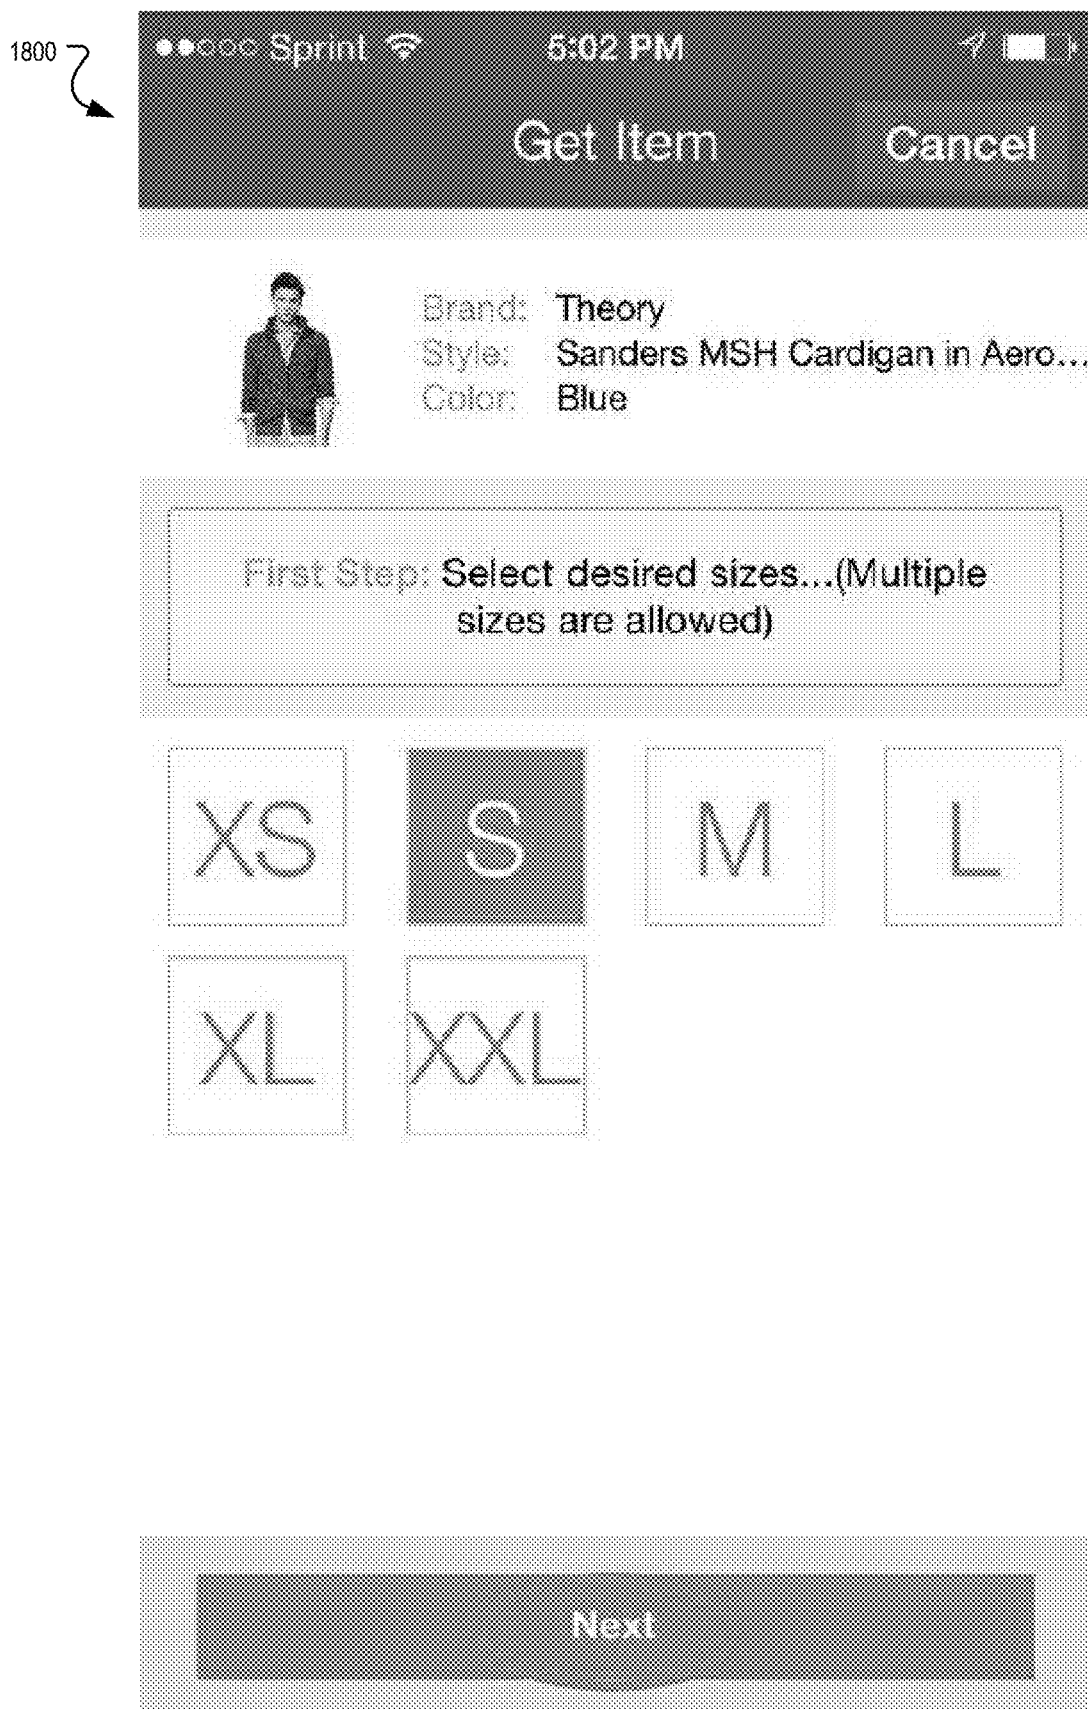 1800
Sprint 5:02 PM
Get Item Cancel
Brand: Theory
Style: Sanders MSH Cardigan in Aero...
Color: Blue
First Step: Select desired sizes...(Multiple
sizes are allowed)
XS S M L
XL XXL
Next